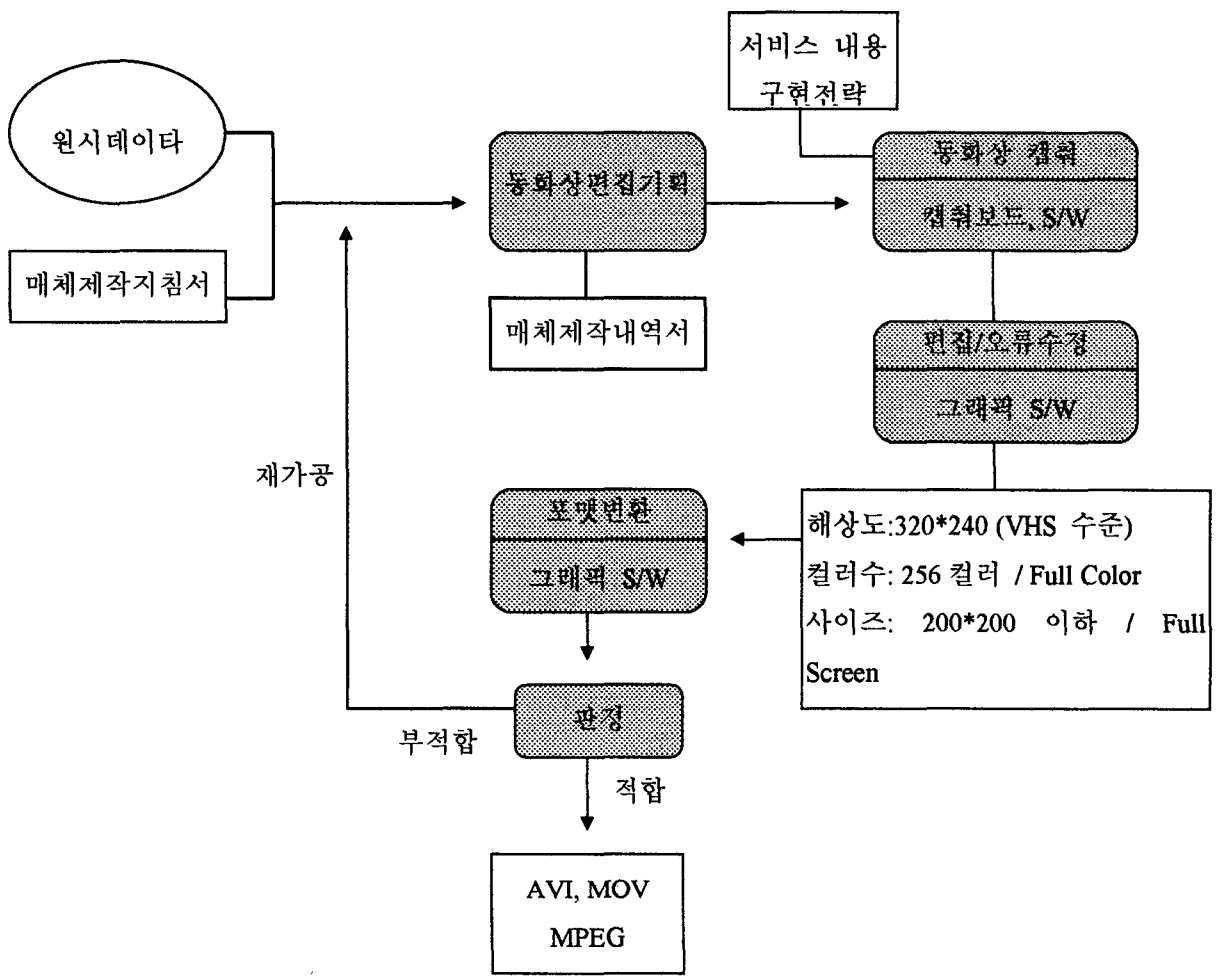 서비스 내용
구현전략
원시데이타
동화상 캡춰
동화상편집기획
캡춰보드, S/W
매체제작지침서
매체제작내역서
편집/오류수정
그래픽 S/W
재가공
포맷변환
그래픽 S/W
해상도:320*240 (VHS 수준)
컬러수: 256 컬러 / Full Color
사이즈: 200*200 이하 / Full
Screen
판정
부적합
적합
AVI, MOV
MPEG